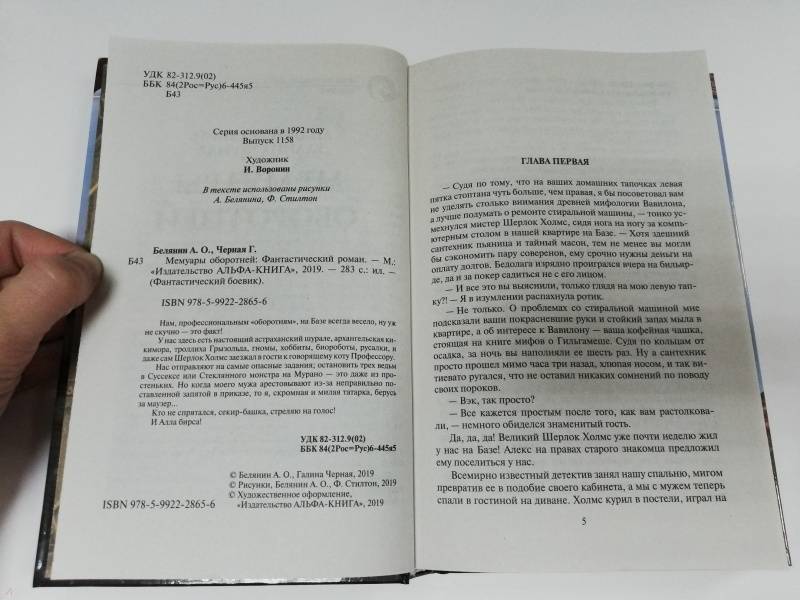 УДК 82-312.9(02)
ББК 84(2Рос=Рус)6-445я5
Б43
Серия основана в 1992 году
Выпуск 1158
Художник
И. Воронин
В тексте использованы рисунки
А. Белянина, Ф. Стилтон
Белянин А. О., Черная Г.
Б43 Мемуары оборотней: Фантастический роман. — М.:
«Издательство АЛЬФА-КНИГА», 2019. — 283 с.: ил. —
(Фантастический боевик).
ISBN 978-5-9922-2865-6
Нам, профессиональным «оборотням», на Базе всегда весело, ну уж
не скучно — это факт!
У нас здесь есть настоящий астраханский шурале, архангельская ки-
кимора, троллиха Грызольда, гномы, хоббиты, биороботы, русалки, и
даже сам Шерлок Холмс заезжал в гости к говорящему коту Профессору.
Нас отправляют на самые опасные задания; остановить трех ведьм
в Суссексе или Стеклянного монстра на Мурано — это даже из про-
стеньких. Но когда моего мужа арестовывают из-за неправильно по-
ставленной запятой в приказе, то я, скромная и милая татарка, берусь
за маузер...
Кто не спрятался, секир-башка, стреляю на голос!
И Алла бирса!
УДК 82-312.9(02)
ББК 84(2Рос=Рус)6-445я5
© Белянин А. О., Галина Черная, 2019
© Рисунки, Белянин А. О., Ф. Стилтон, 2019
© Художественное оформление,
ISBN 978-5-9922-2865-6 «Издательство АЛЬФА-КНИГА», 2019
ГЛАВА ПЕРВАЯ
— Судя по тому, что на ваших домашних тапочках левая
пятка стоптана чуть больше, чем правая, я бы посоветовал вам
не уделять столько внимания древней мифологии Вавилона,
а лучше подумать о ремонте стиральной машины, — тонко ус-
мехнулся мистер Шерлок Холмс, сидя нога на ногу за компь-
ютерным столом в нашей квартире на Базе. — Хотя здешний
сантехник пьяница и тайный масон, тем не менее вы могли
бы сэкономить пару соверенов, ему срочно нужны деньги на
оплату долгов. Бедолага изрядно проигрался вчера на бильяр-
де, да и за покер садиться не с его лицом.
— И все это вы выяснили, только глядя на мою левую тап-
ку?! — Я в изумлении распахнула ротик.
— Не только. О проблемах со стиральной машиной мне
подсказали ваши покрасневшие руки и стойкий запах мыла в
квартире, а об интересе к Вавилону — ваша кофейная чашка,
стоящая на книге мифов о Гильгамеше. Судя по кольцам от
осадка, за ночь вы наполняли ее шесть раз. Ну а сантехник
просто прошел мимо часа три назад, хлюпая носом, и так ви-
тиевато ругался, что не оставил никаких сомнений по поводу
своих пороков.
— Вэк, так просто?
— Все кажется простым после того, как вам растолкова-
ли, — немного обиделся знаменитый гость.
Да, да, да! Великий Шерлок Холмс уже почти неделю жил
у нас на Базе! Алекс на правах старого знакомца предложил
ему поселиться у нас.
Всемирно известный детектив занял нашу спальню, мигом
превратив ее в подобие своего кабинета, а мы с мужем теперь
спали в гостиной на диване. Холмс курил в постели, играл на
5